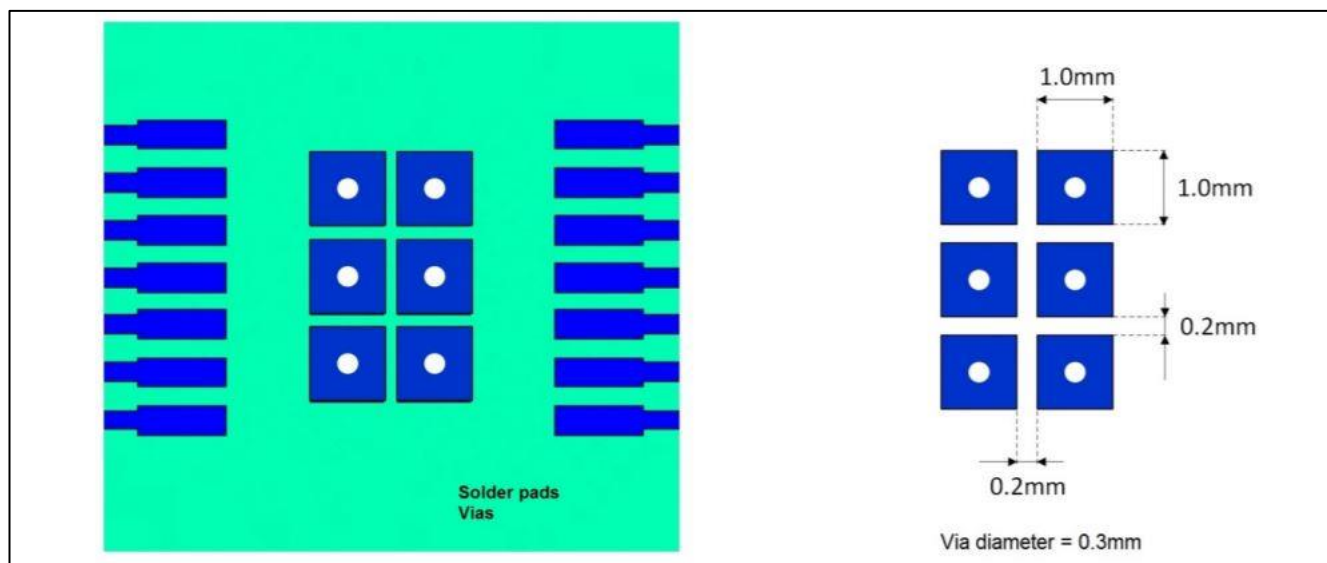 Solder pads
Vias
1.0mm
1.0mm
0.2mm
0.2mm
Via diameter = 0.3mm